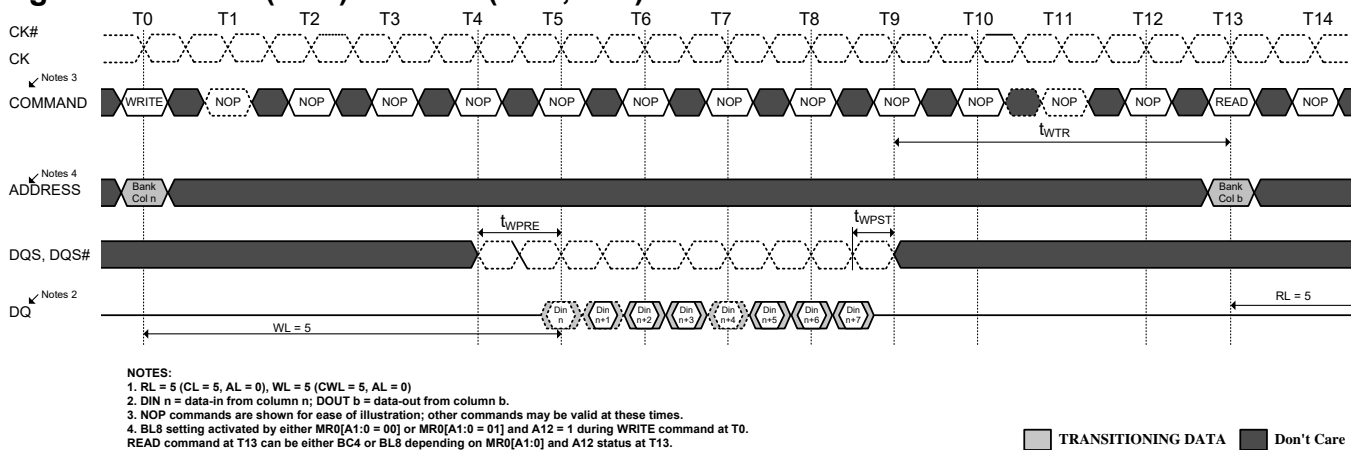 T0 T1 T2 T3 T4 T5 T6 T7 T8 T9 T10 T11 T12 T13 T14
CK#
CK
Notes 3
COMMAND WRITE NOP NOP NOP NOP NOP NOP NOP NOP NOP NOP NOP NOP READ NOP
tWTR
Notes 4
ADDRESS
Bank
Col n
Bank
Col b
tWPRE tWPST
DQS, DQS#
Notes 2
DQ
Din
n
Din
n+1
Din
n+2
Din
n+3
Din
n+4
Din
n+5
Din
n+6
Din
n+7
WL = 5
RL = 5
NOTES:
1. RL = 5 (CL = 5, AL = 0), WL = 5 (CWL = 5, AL = 0)
2. DIN n = data-in from column n; DOUT b = data-out from column b.
3. NOP commands are shown for ease of illustration; other commands may be valid at these times.
4. BL8 setting activated by either MR0[A1:0 = 00] or MR0[A1:0 = 01] and A12 = 1 during WRITE command at T0.
READ command at T13 can be either BC4 or BL8 depending on MR0[A1:0] and A12 status at T13.
TRANSITIONING DATA Don't Care